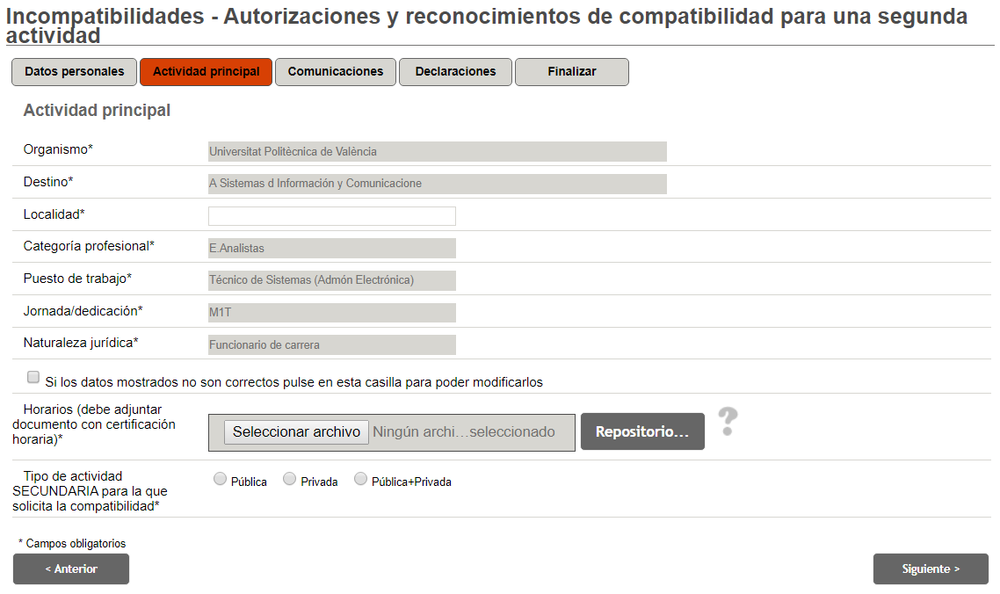 Incompatibilidades - Autorizaciones y reconocimientos de compatibilidad para una segunda
actividad
Datos personales
Actividad principal
Comunicaciones
Declaraciones
Finalizar
Actividad principal
Organismo*
Universitat Politècnica de València
Destino*
A Sistemas d Información y Comunicacione
Localidad*
Categoría profesional*
E.Analistas
Puesto de trabajo*
Técnico de Sistemas (Admón Electrónica)
Jornada/dedicación*
M1T
Naturaleza jurídica*
Funcionario de carrera
Si los datos mostrados no son correctos pulse en esta casilla para poder modificarlos
Horarios (debe adjuntar
documento con certificación
horaria)*
Seleccionar archivo
Ningún archi...seleccionado
Repositorio...
?
Tipo de actividad
SECUNDARIA para la que
solicita la compatibilidad*
Pública
Privada
Pública+Privada
* Campos obligatorios
< Anterior
Siguiente >